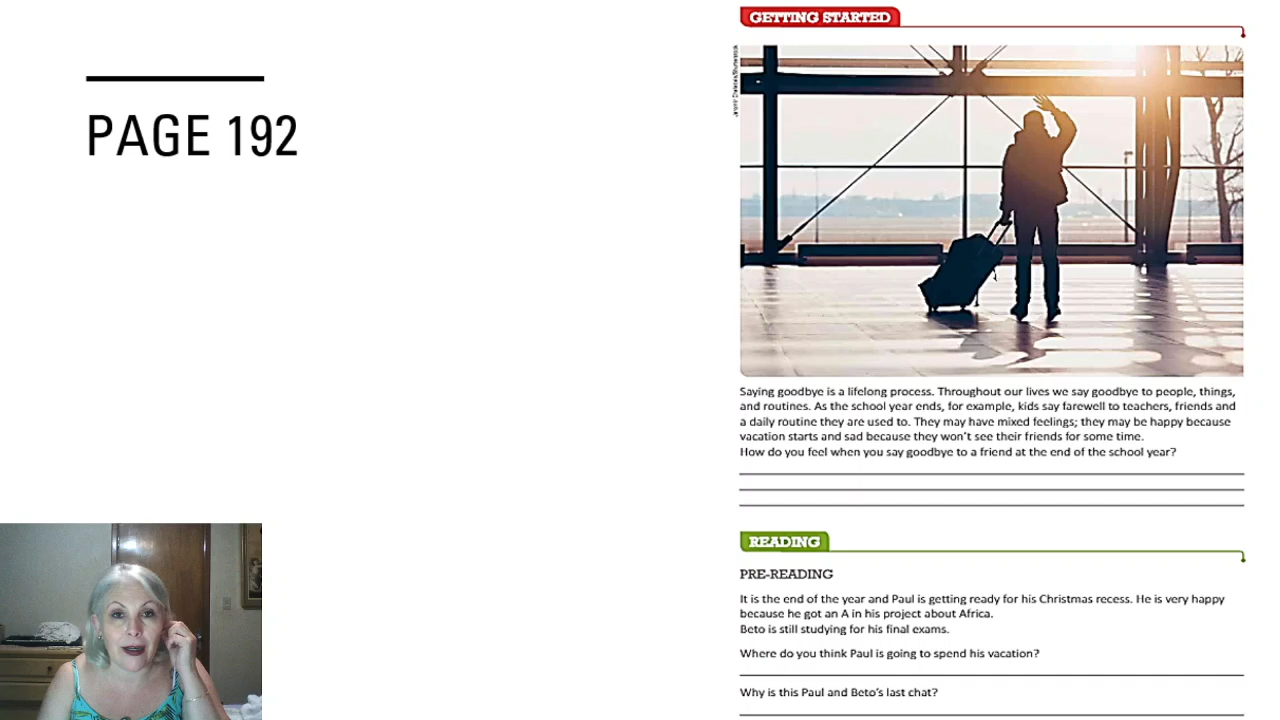 PAGE 192
GETTING STARTED
Saying goodbye is a lifelong process. Throughout our lives we say goodbye to people, things,
and routines. As the school year ends, for example, kids say farewell to teachers, friends and
a daily routine they are used to. They may have mixed feelings; they may be happy because
vacation starts and sad because they won't see their friends for some time.
How do you feel when you say goodbye to a friend at the end of the school year?
READING
PRE-READING
It is the end of the year and Paul is getting ready for his Christmas recess. He is very happy
because he got an A in his project about Africa.
Beto is still studying for his final exams.
Where do you think Paul is going to spend his vacation?
Why is this Paul and Beto's last chat?